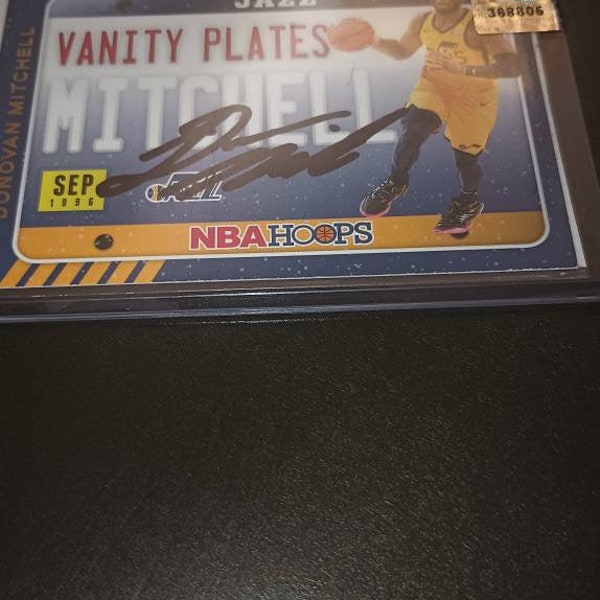 JAZZ
368806
VANITY PLATES
MITCHELL
DONOVAN MITCHELL
SEP
1996
NBA HOOPS